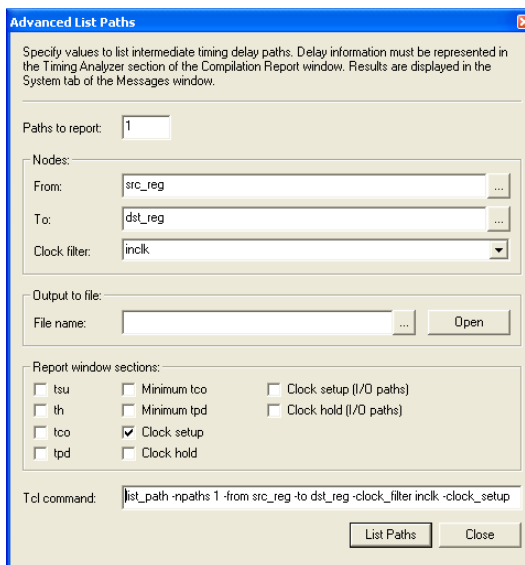 Advanced List Paths
Specify values to list intermediate timing delay paths. Delay information must be represented in
the Timing Analyzer section of the Compilation Report window. Results are displayed in the
System tab of the Messages window.
Paths to report: 1
Nodes:
From: src_reg ...
To: dst_reg ...
Clock filter: inclk
Output to file:
File name: ... Open
Report window sections:
tsu Minimum tco Clock setup (I/O paths)
th Minimum tpd Clock hold (I/O paths)
tco Clock setup
tpd Clock hold
Tcl command: list_path -npaths 1 -from src_reg -to dst_reg -clock_filter inclk -clock_setup
List Paths Close